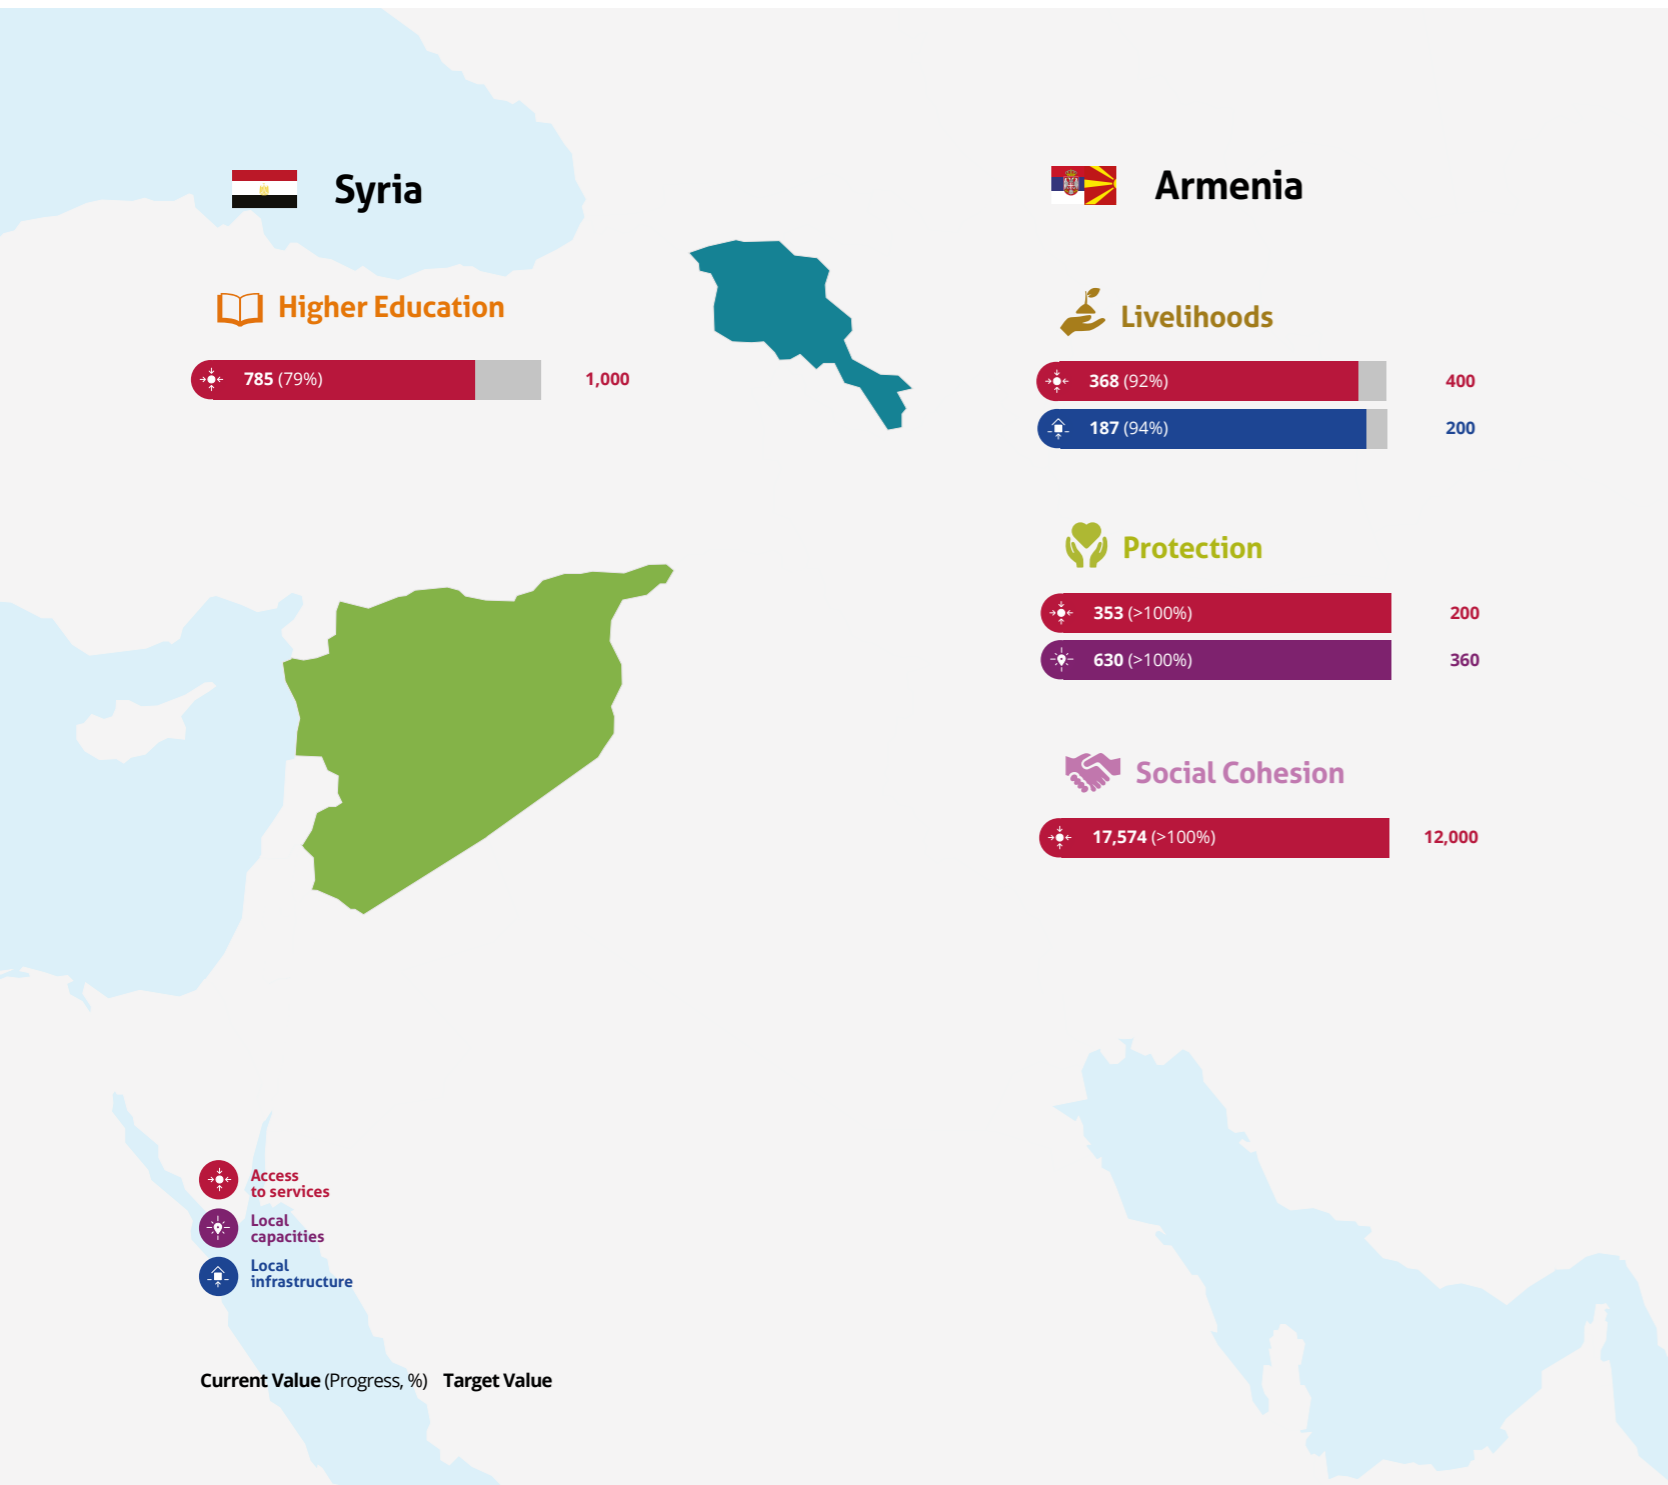 Syria
Higher Education
785 (79%) 1,000
Armenia
Livelihoods
368 (92%) 400
187 (94%) 200
Protection
353 (>100%) 200
630 (>100%) 360
Social Cohesion
17,574 (>100%) 12,000
Access
to services
Local
capacities
Local
infrastructure
Current Value (Progress, %) Target Value